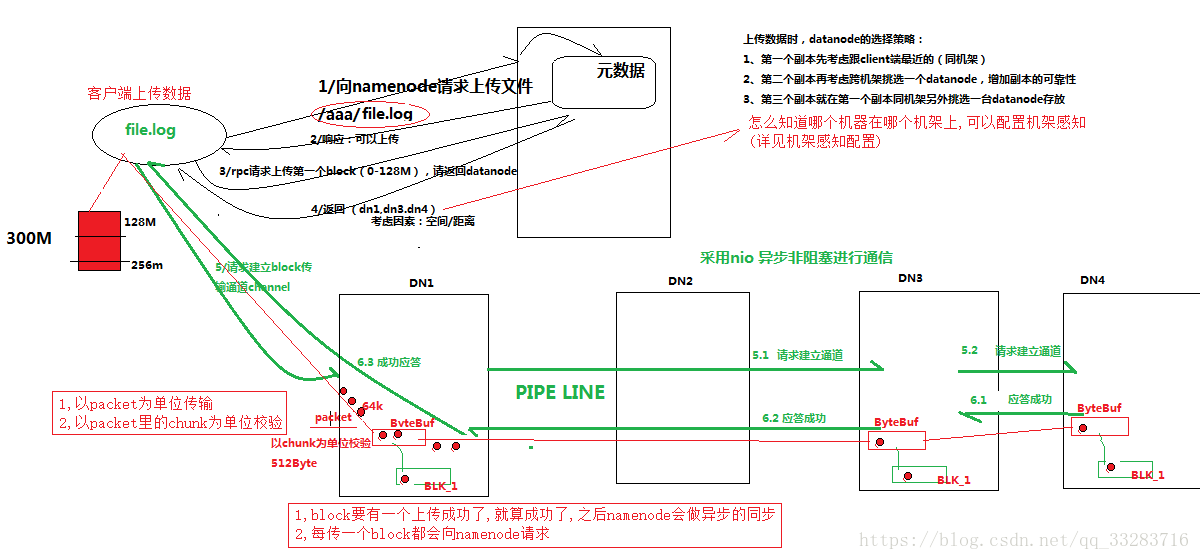 上传数据时，datanode的选择策略：
1、第一个副本先考虑跟client端最近的（同机架）
2、第二个副本再考虑跨机架挑选一个datanode，增加副本的可靠性
3、第三个副本就在第一个副本同机架另外挑选一台datanode存放
怎么知道哪个机器在哪个机架上,可以配置机架感知
(详见机架感知配置)
元数据
1/向namenode请求上传文件
/aaa/file.log
客户端上传数据
file.log
2/响应：可以上传
3/rpc请求上传第一个block（0-128M），请返回datanode
4/返回（dn1,dn3.dn4）
考虑因素：空间/距离
300M
128M
256m
5/请求建立block传
输通道channel
采用nio 异步非阻塞进行通信
DN1
DN2
DN3
DN4
6.3 成功应答
5.1 请求建立通道
5.2 请求建立通道
PIPE LINE
6.1 应答成功
6.2 应答成功
1,以packet为单位传输
2,以packet里的chunk为单位校验
64k
packet
ByteBuf
ByteBuf
ByteBuf
以chunk为单位校验
512Byte
BLK_1
BLK_1
BLK_1
1,block要有一个上传成功了,就算成功了,之后namenode会做异步的同步
2,每传一个block都会向namenode请求
https://blog.csdn.net/qq_33283716